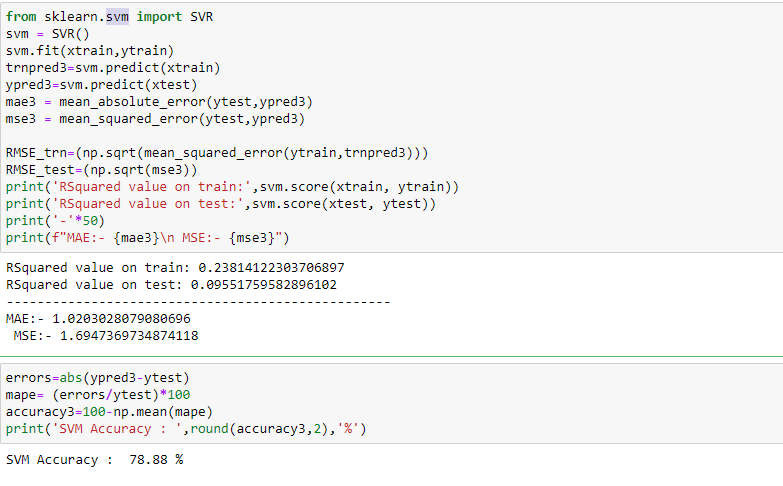 from sklearn.svm import SVR
svm = SVR()
svm.fit(xtrain,ytrain)
trnpred3=svm.predict(xtrain)
ypred3=svm.predict(xtest)
mae3 = mean_absolute_error(ytest,ypred3)
mse3 = mean_squared_error(ytest,ypred3)
RMSE_trn=(np.sqrt(mean_squared_error(ytrain,trnpred3)))
RMSE_test=(np.sqrt(mse3))
print('RSquared value on train:',svm.score(xtrain, ytrain))
print('RSquared value on test:',svm.score(xtest, ytest))
print('-'*50)
print(f"MAE:- {mae3}\n MSE:- {mse3}")
RSquared value on train: 0.23814122303706897
RSquared value on test: 0.09551759582896102
--------------------------------------------------
MAE:- 1.0203028079080696
 MSE:- 1.6947369734874118
errors=abs(ypred3-ytest)
mape= (errors/ytest)*100
accuracy3=100-np.mean(mape)
print('SVM Accuracy : ',round(accuracy3,2),'%')
SVM Accuracy :  78.88 %